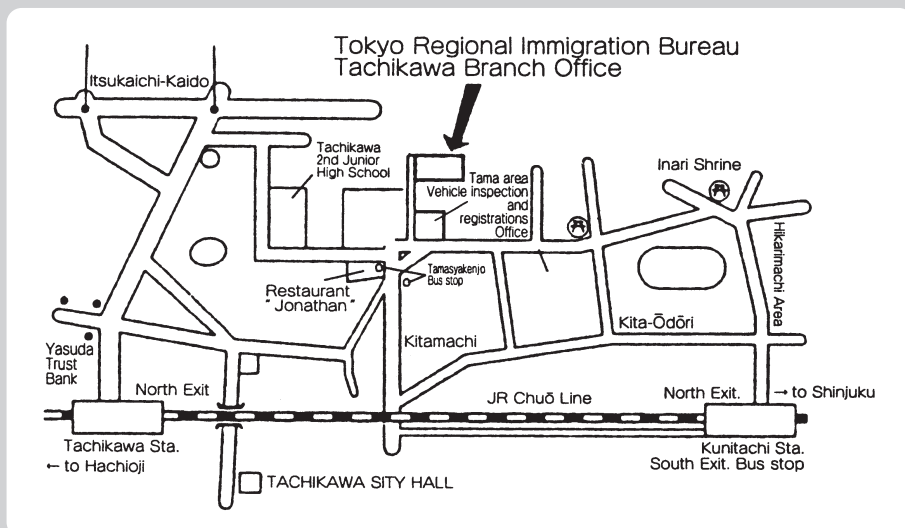 Tokyo Regional Immigration Bureau
Tachikawa Branch Office
Itsukaichi-Kaido
Tachikawa
2nd Junior
High School
Tama area
Vehicle inspection
and
registrations
Office
Inari Shrine
Hikarimachi Area
Tamasyakenjo
Bus stop
Restaurant
"Jonathan"
Kitamachi
Kita-Ōdōri
Yasuda
Trust
Bank
North Exit
JR Chuō Line
North Exit.
→ to Shinjuku
Tachikawa Sta.
← to Hachioji
Kunitachi Sta.
South Exit. Bus stop
TACHIKAWA SITY HALL